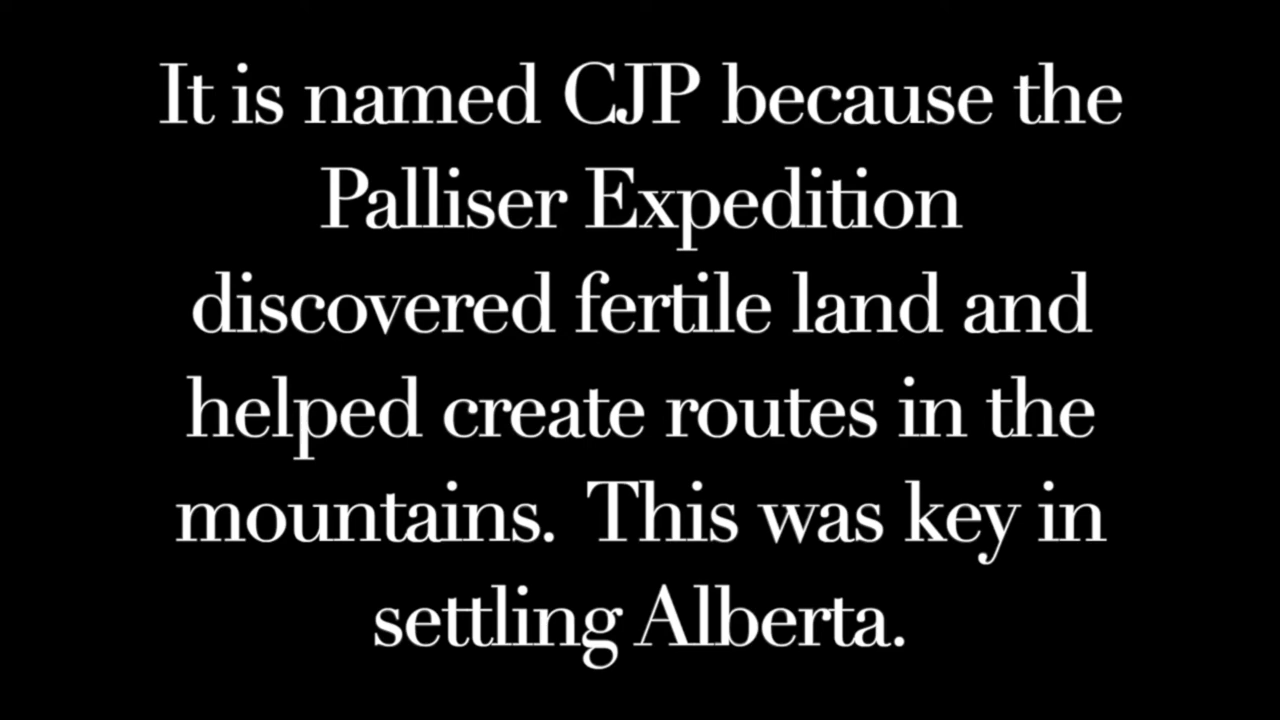 It is named CJP because the
Palliser Expedition
discovered fertile land and
helped create routes in the
mountains.  This was key in
settling Alberta.